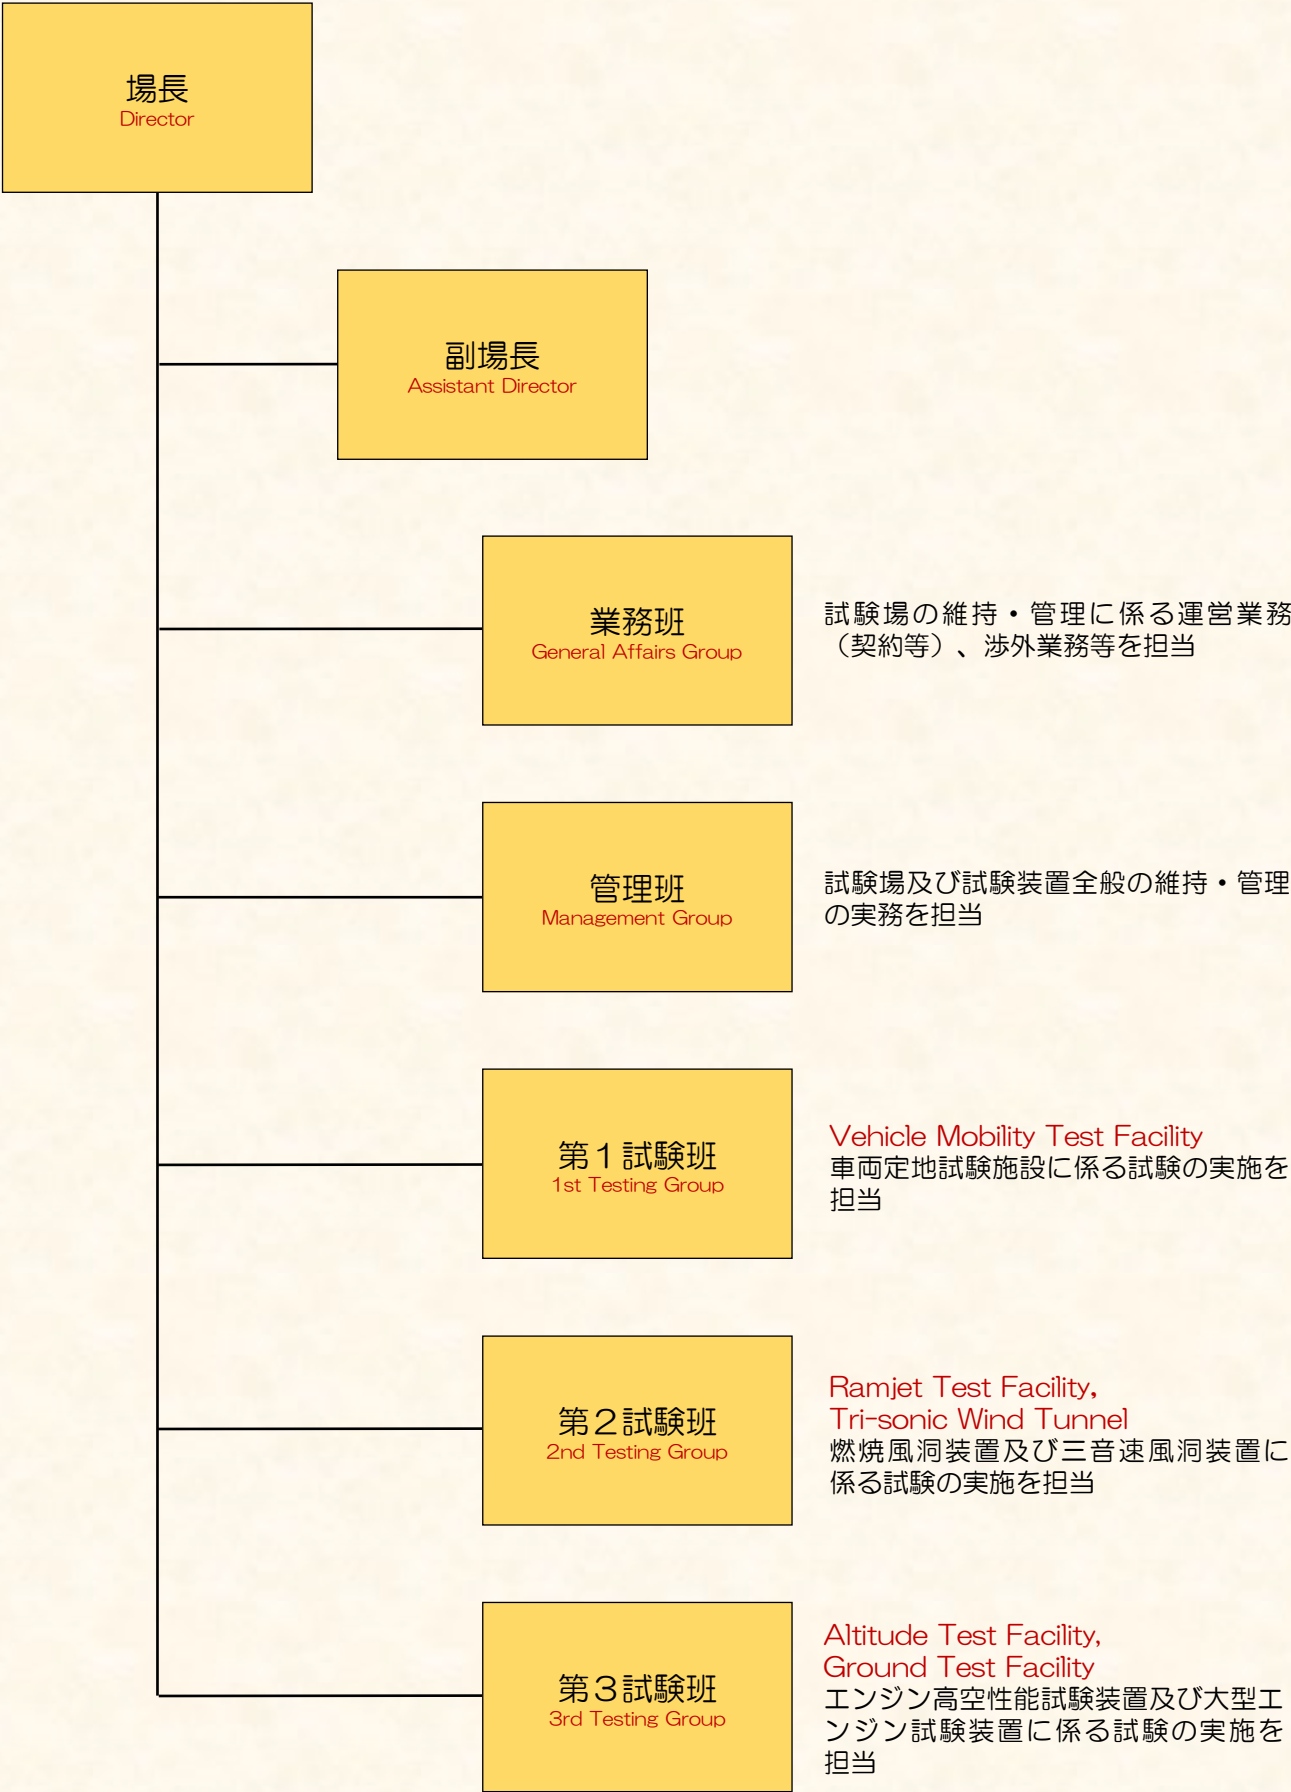 場長
Director
副場長
Assistant Director
業務班
General Affairs Group
試験場の維持・管理に係る運営業務
（契約等）、渉外業務等を担当
管理班
Management Group
試験場及び試験装置全般の維持・管理
の実務を担当
第１試験班
1st Testing Group
Vehicle Mobility Test Facility
車両定地試験施設に係る試験の実施を
担当
第２試験班
2nd Testing Group
Ramjet Test Facility,
Tri-sonic Wind Tunnel
燃焼風洞装置及び三音速風洞装置に
係る試験の実施を担当
第３試験班
3rd Testing Group
Altitude Test Facility,
Ground Test Facility
エンジン高空性能試験装置及び大型エ
ンジン試験装置に係る試験の実施を
担当